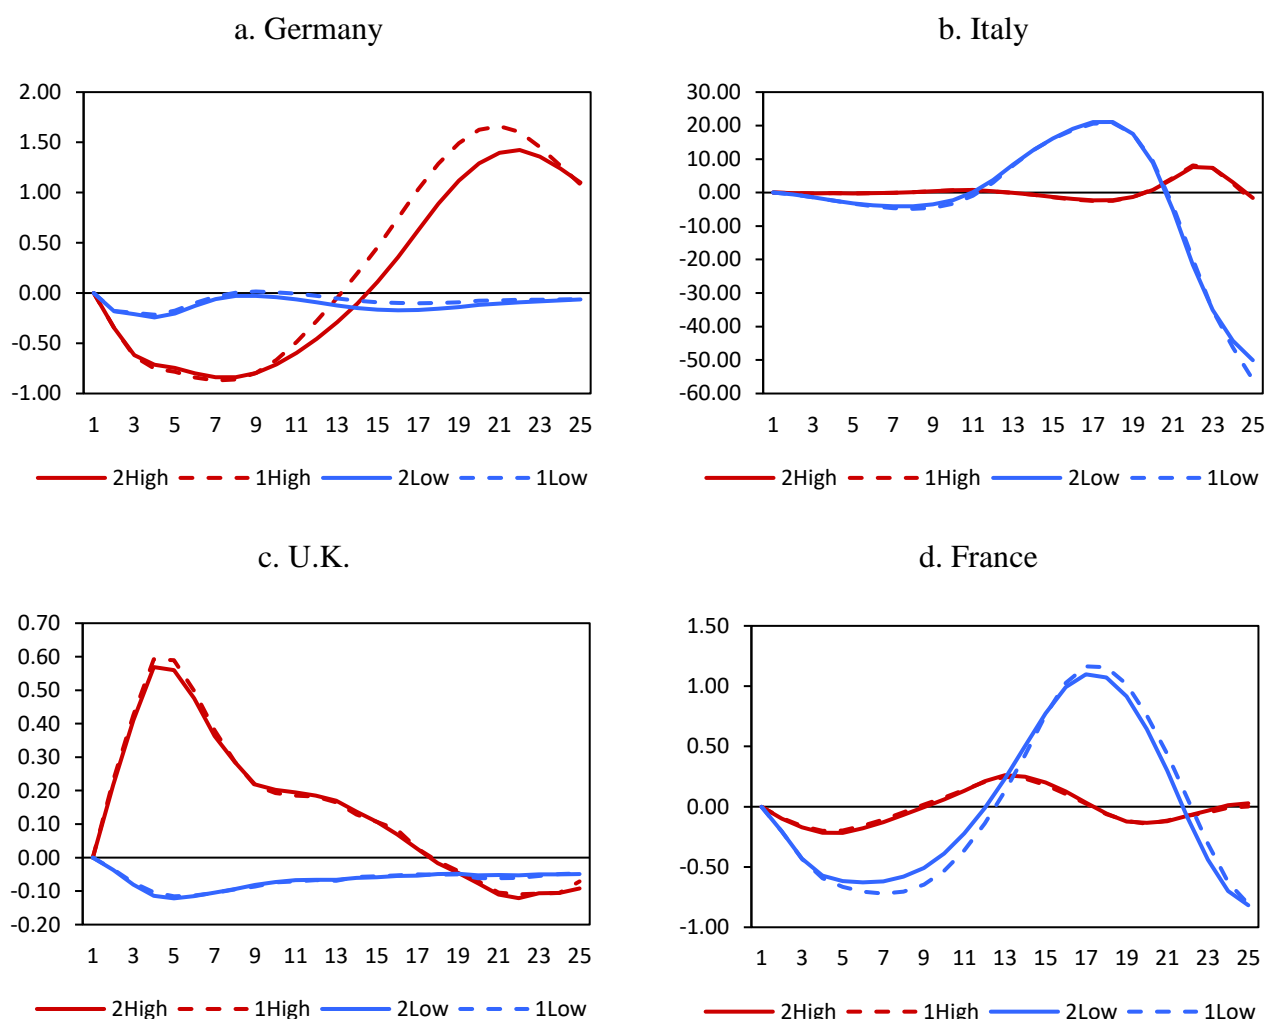 a. Germany
2.00
1.50
1.00
0.50
0.00
-0.50
-1.00
1 3 5 7 9 11 13 15 17 19 21 23 25
2High 1High 2Low 1Low
b. Italy
30.00
20.00
10.00
0.00
-10.00
-20.00
-30.00
-40.00
-50.00
-60.00
1 3 5 7 9 11 13 15 17 19 21 23 25
2High 1High 2Low 1Low
c. U.K.
0.70
0.60
0.50
0.40
0.30
0.20
0.10
0.00
-0.10
-0.20
1 3 5 7 9 11 13 15 17 19 21 23 25
2High 1High 2Low 1Low
d. France
1.50
1.00
0.50
0.00
-0.50
-1.00
1 3 5 7 9 11 13 15 17 19 21 23 25
2High 1High 2Low 1Low